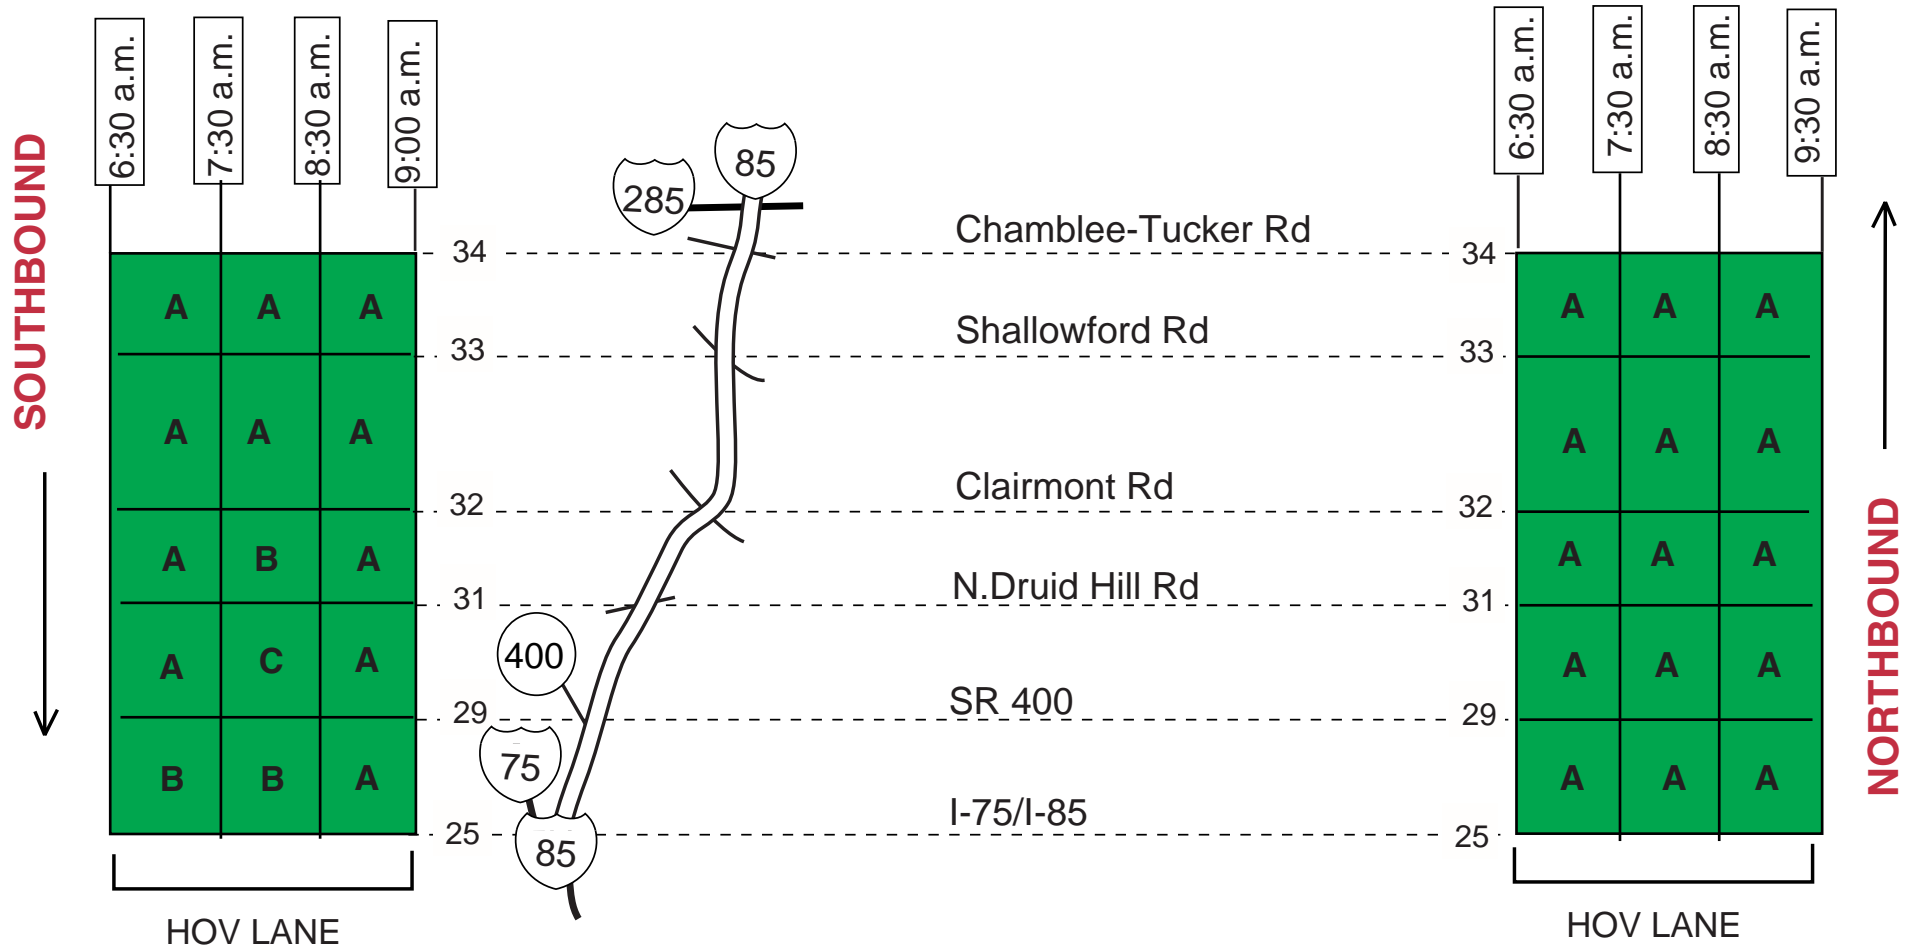 6:30 a.m.
7:30 a.m.
8:30 a.m.
9:00 a.m.
6:30 a.m.
7:30 a.m.
8:30 a.m.
9:30 a.m.
SOUTHBOUND
NORTHBOUND
85
285
Chamblee-Tucker Rd
34
34
A A A
A A A
Shallowford Rd
33
33
A A A
A A A
Clairmont Rd
32
32
A B A
A A A
N.Druid Hill Rd
31
31
400
A C A
A A A
SR 400
29
29
75
B B A
A A A
I-75/I-85
25
25
85
HOV LANE
HOV LANE